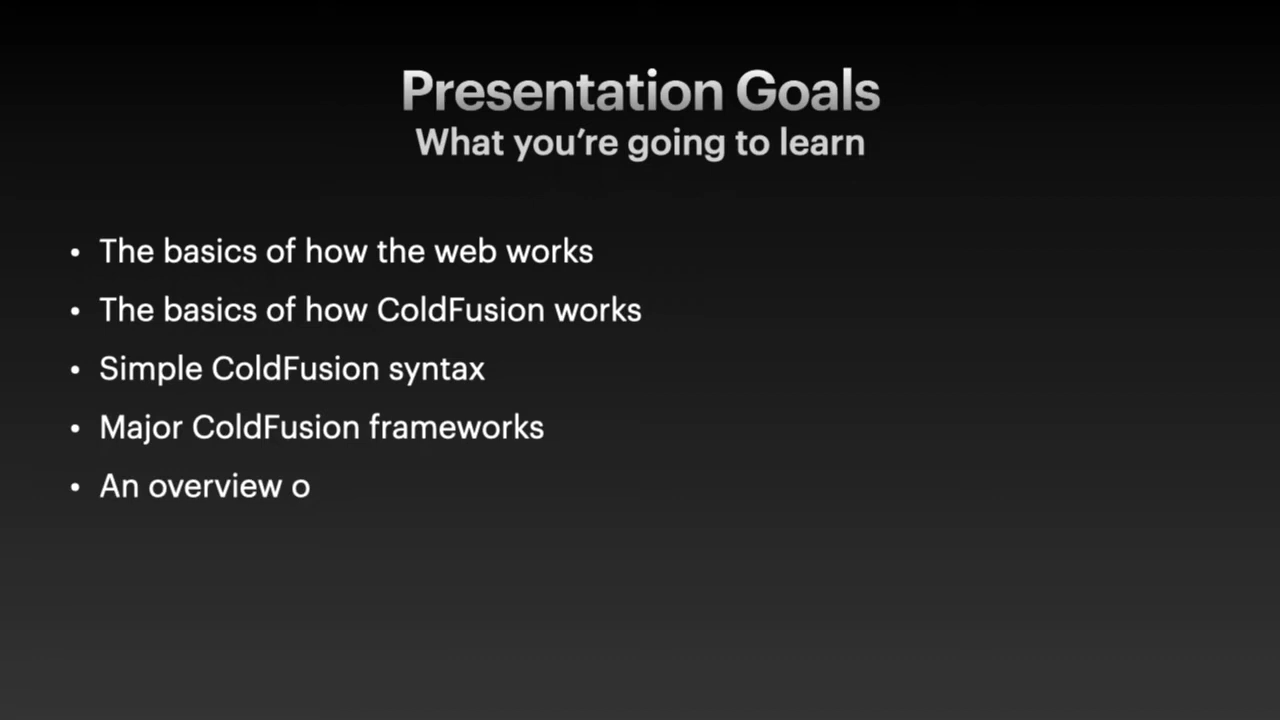 Presentation Goals
What you’re going to learn
• The basics of how the web works
• The basics of how ColdFusion works
• Simple ColdFusion syntax
• Major ColdFusion frameworks
• An overview o